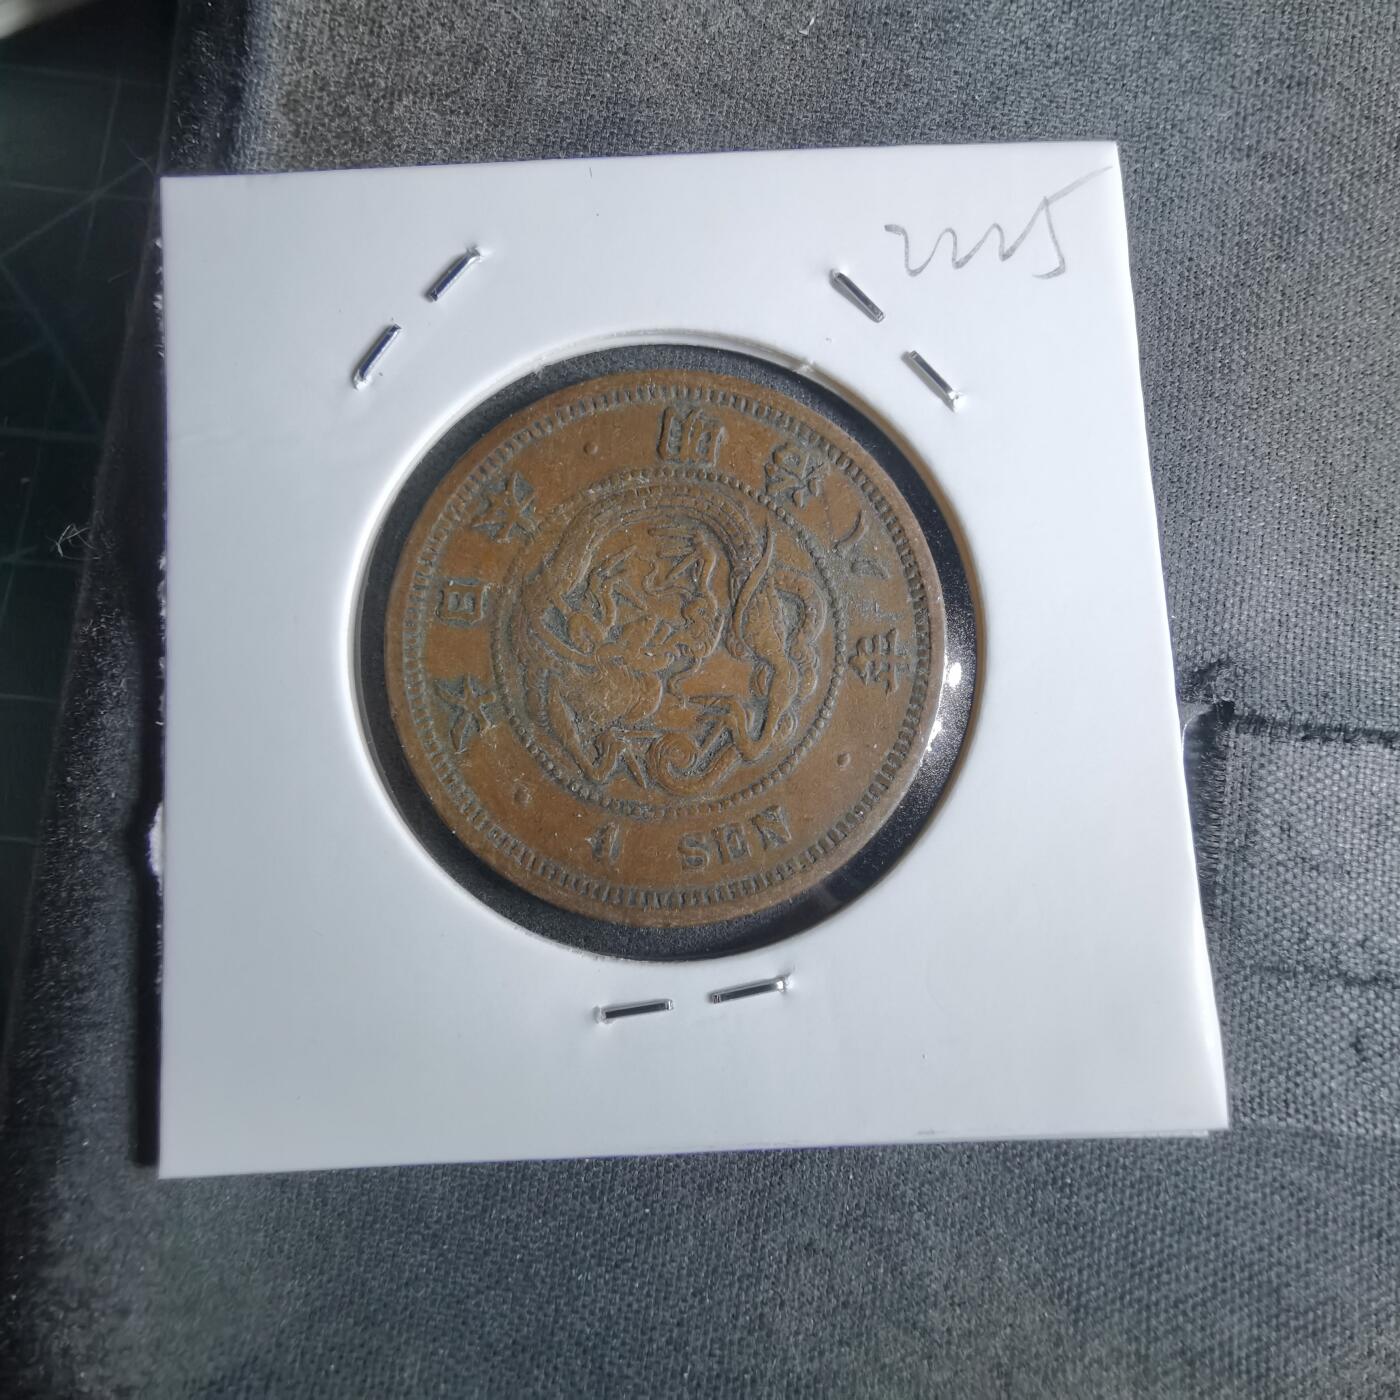 大日本 · 明治八年 ·
1 SEN ·